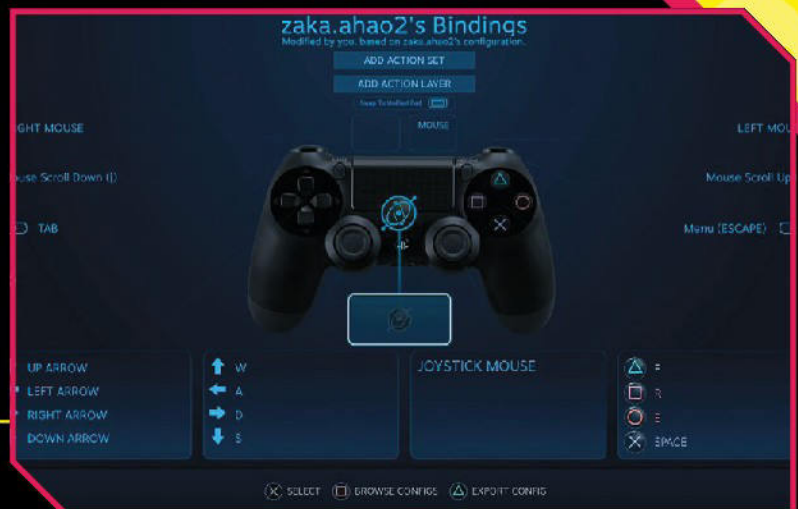 zaka.ahao2's Bindings
Modified by you, based on zaka.ahao2's configuration.
ADD ACTION SET
ADD ACTION LAYER
MOUSE
GHT MOUSE
LEFT MOU
ouse Scroll Down (|)
Mouse Scroll Up
TAB
Menu (ESCAPE)
UP ARROW
LEFT ARROW
RIGHT ARROW
DOWN ARROW
W
A
D
S
JOYSTICK MOUSE
R
E
SPACE
SELECT BROWSE CONFIGS EXPORT CONFIG